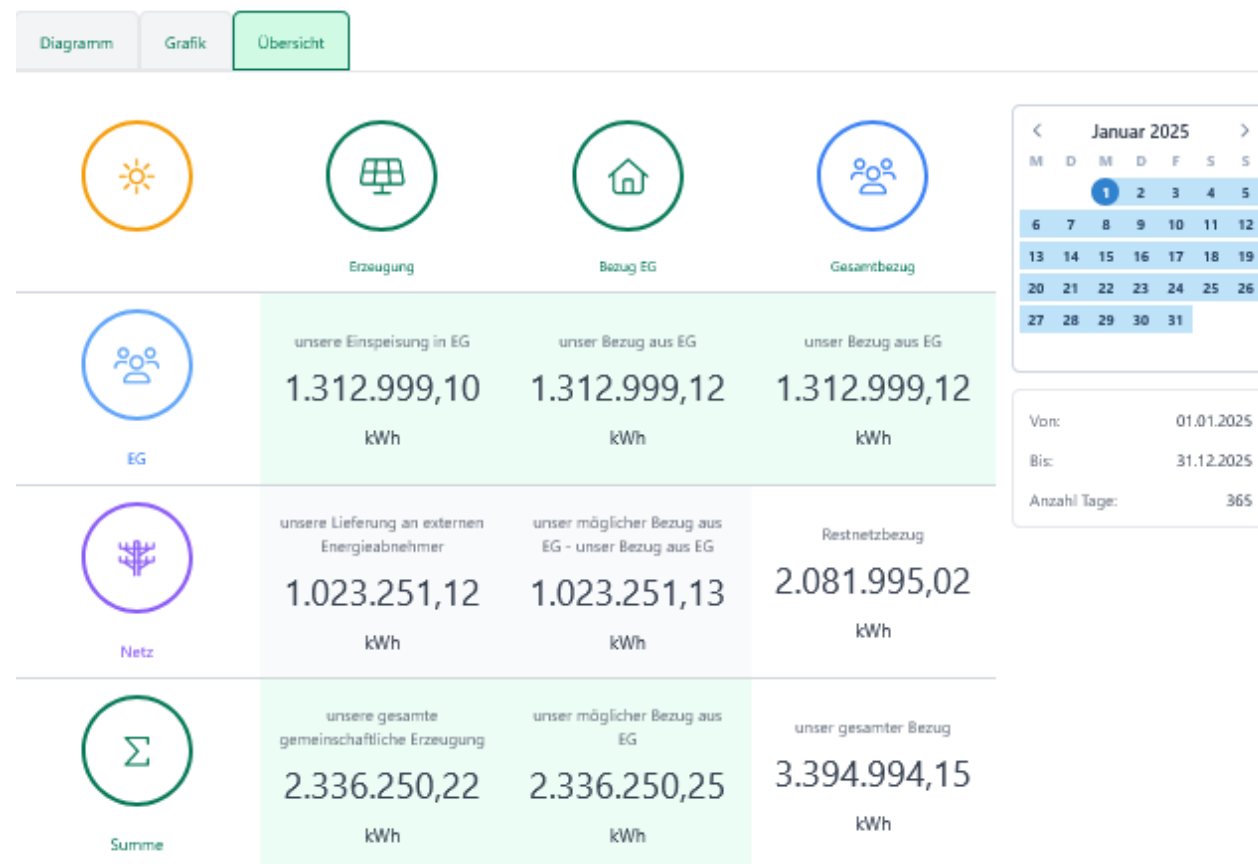 Diagramm
Grafik
Übersicht
Januar 2025
M D M D F S S
1 2 3 4 5
6 7 8 9 10 11 12
13 14 15 16 17 18 19
20 21 22 23 24 25 26
27 28 29 30 31
Von: 01.01.2025
Bis: 31.12.2025
Anzahl Tage: 365
Erzeugung
Bezug EG
Gesamtbezug
EG
unsere Einspeisung in EG
1.312.999,10
kWh
unser Bezug aus EG
1.312.999,12
kWh
unser Bezug aus EG
1.312.999,12
kWh
Netz
unsere Lieferung an externen
Energieabnehmer
1.023.251,12
kWh
unser möglicher Bezug aus
EG - unser Bezug aus EG
1.023.251,13
kWh
Restnetzbezug
2.081.995,02
kWh
Summe
unsere gesamte
gemeinschaftliche Erzeugung
2.336.250,22
kWh
unser möglicher Bezug aus
EG
2.336.250,25
kWh
unser gesamter Bezug
3.394.994,15
kWh